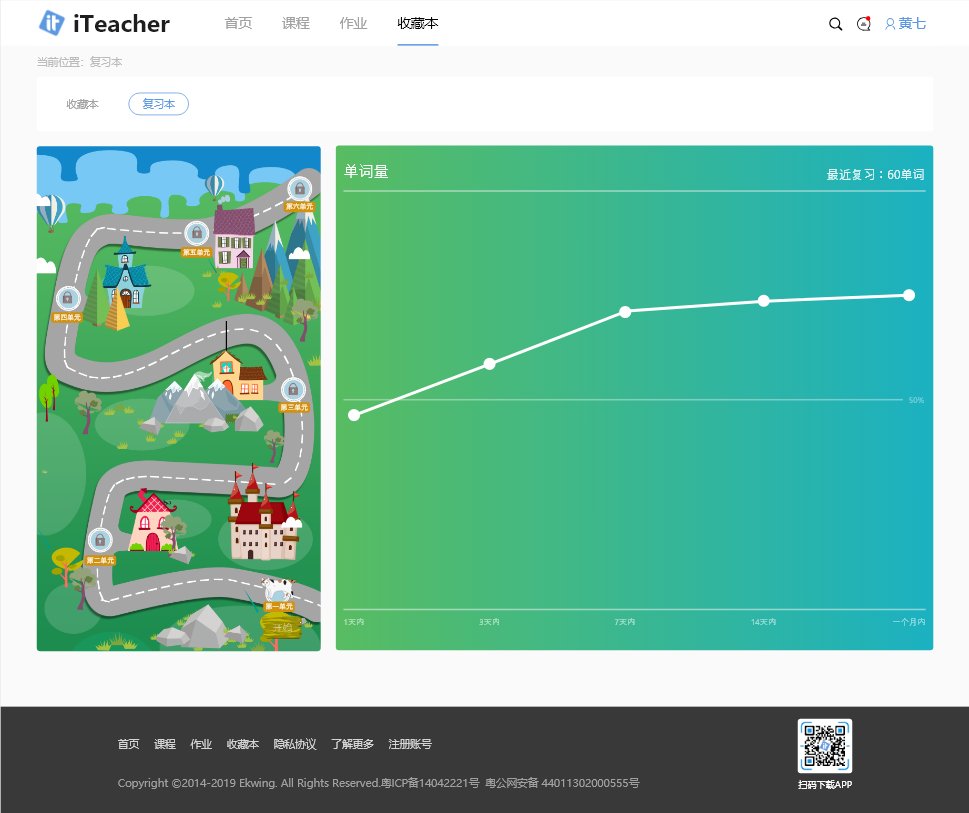 it iTeacher 首页 课程 作业 收藏本 黄七
当前位置：复习本
收藏本 复习本
单词量
最近复习：60单词
第六单元
第五单元
第四单元
第三单元
第二单元
第一单元
开始
50%
1天内 3天内 7天内 14天内 一个月内
首页 课程 作业 收藏本 隐私协议 了解更多 注册账号
Copyright ©2014-2019 Ekwing. All Rights Reserved.粤ICP备14042221号 粤公网安备 44011302000555号
扫码下载APP